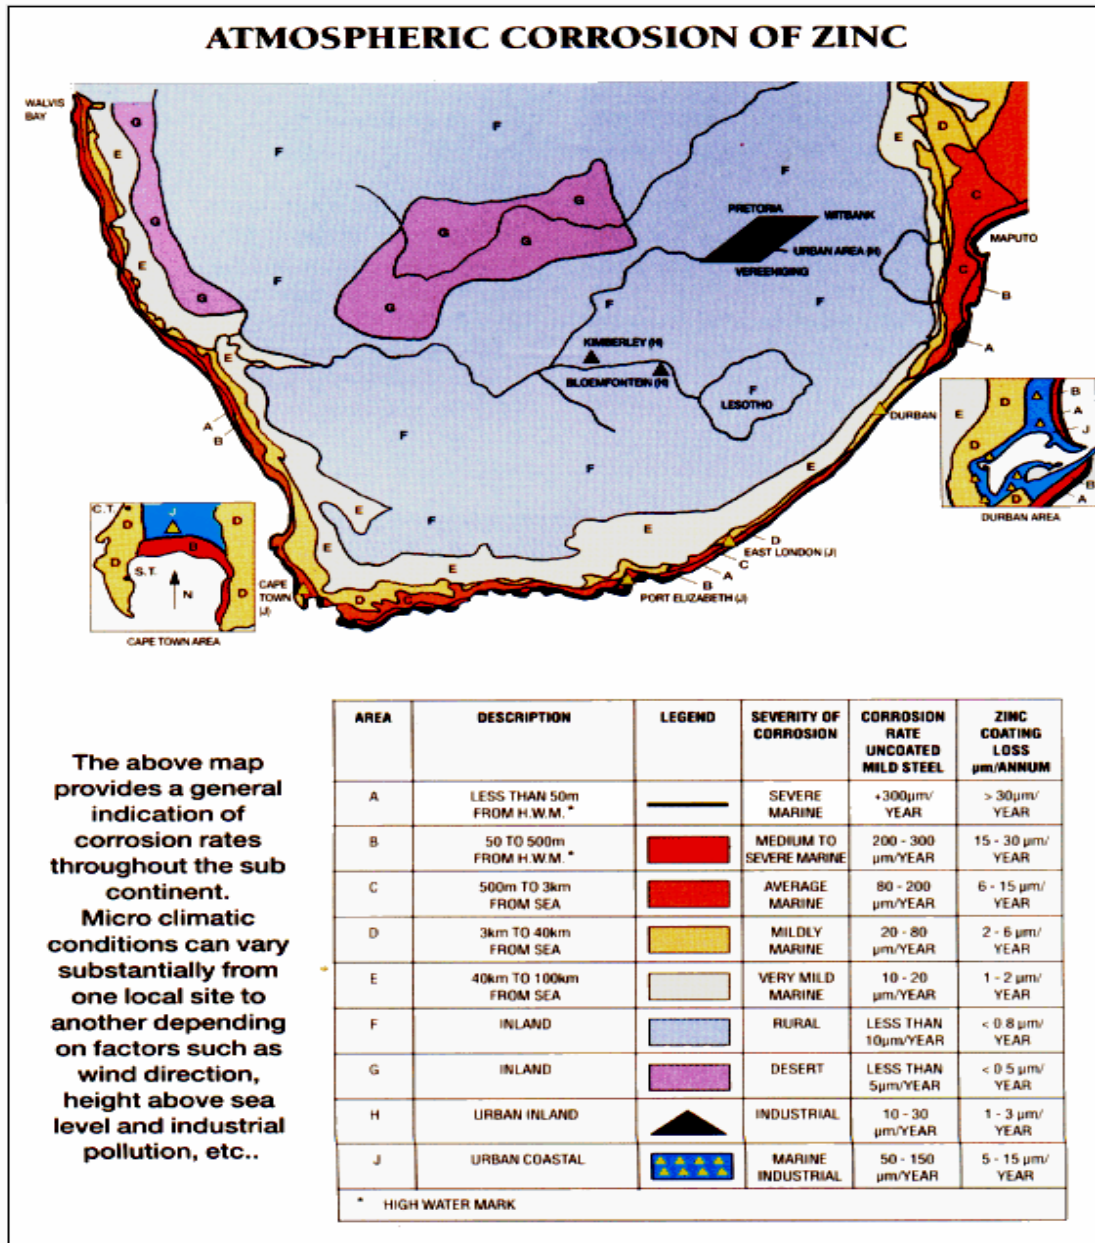 ATMOSPHERIC CORROSION OF ZINC
WALVIS
BAY
G
E
F
F
F
E
D
G
G
G
G
E
G
F
G
C
PRETORIA
WITBANK
URBAN AREA (H)
VEREENIGING
MAPUTO
C
B
A
F
F
E
KIMBERLEY (H)
BLOEMFONTEIN (H)
F
LESOTHO
A
B
F
F
DURBAN
E
D
D
B
A
J
B
A
DURBAN AREA
E
E
F
E
E
E
D
EAST LONDON (J)
C
A
B
PORT ELIZABETH (J)
D
C
CAPE
TOWN
(J)
C.T.
D
J
D
B
D
S.T.
N
D
CAPE TOWN AREA
The above map
provides a general
indication of
corrosion rates
throughout the sub
continent.
Micro climatic
conditions can vary
substantially from
one local site to
another depending
on factors such as
wind direction,
height above sea
level and industrial
pollution, etc..
AREA DESCRIPTION LEGEND SEVERITY OF CORROSION CORROSION RATE UNCOATED MILD STEEL ZINC COATING LOSS µm/ANNUM
A LESS THAN 50m FROM H.W.M.* SEVERE MARINE +300µm/ YEAR > 30µm/ YEAR
B 50 TO 500m FROM H.W.M.* MEDIUM TO SEVERE MARINE 200 - 300 µm/YEAR 15 - 30 µm/ YEAR
C 500m TO 3km FROM SEA AVERAGE MARINE 80 - 200 µm/YEAR 6 - 15 µm/ YEAR
D 3km TO 40km FROM SEA MILDLY MARINE 20 - 80 µm/YEAR 2 - 6 µm/ YEAR
E 40km TO 100km FROM SEA VERY MILD MARINE 10 - 20 µm/YEAR 1 - 2 µm/ YEAR
F INLAND RURAL LESS THAN 10µm/YEAR < 0.8 µm/ YEAR
G INLAND DESERT LESS THAN 5µm/YEAR < 0.5 µm/ YEAR
H URBAN INLAND INDUSTRIAL 10 - 30 µm/YEAR 1 - 3 µm/ YEAR
J URBAN COASTAL MARINE INDUSTRIAL 50 - 150 µm/YEAR 5 - 15 µm/ YEAR
* HIGH WATER MARK